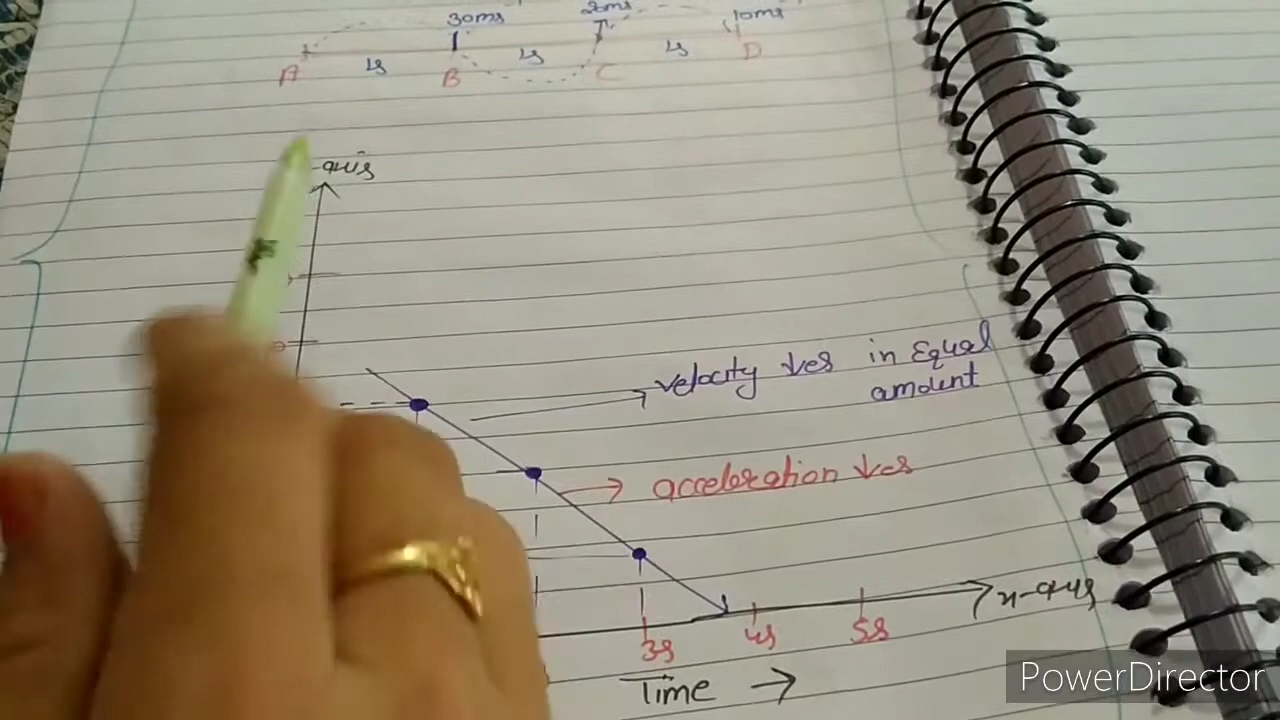 30ms 20ms 10ms
1s 1s 1s
A B C D
-axis
velocity ↓es in Equal
amount
acceleration ↓es
x-axis
3s 4s 5s
Time →
PowerDirector